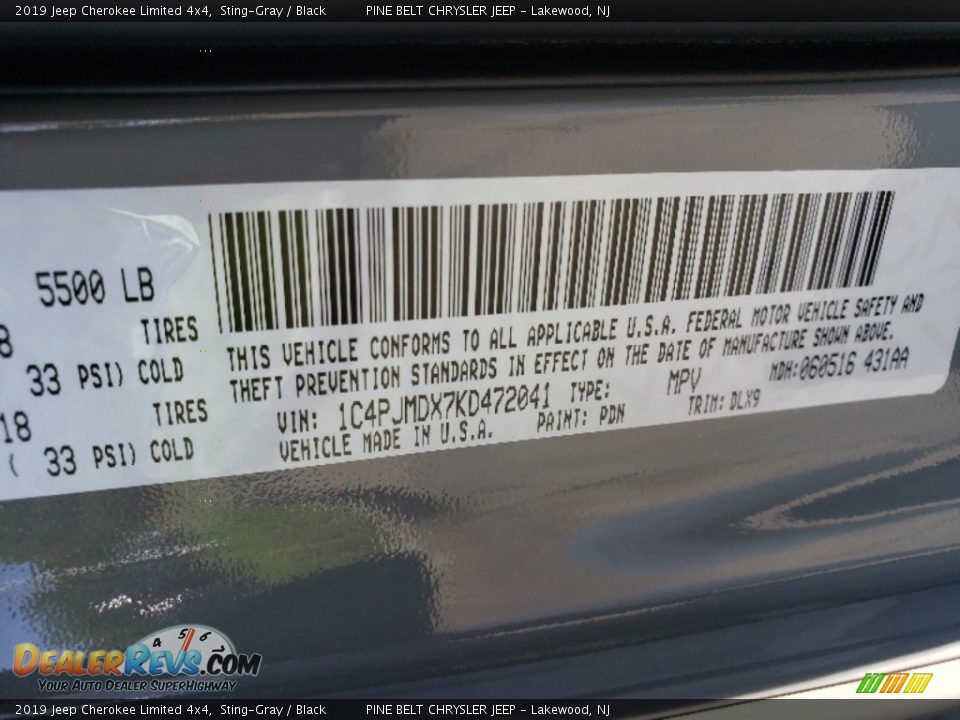 2019 Jeep Cherokee Limited 4x4, Sting-Gray / Black PINE BELT CHRYSLER JEEP - Lakewood, NJ
5500 LB
8 TIRES
33 PSI) COLD
18 TIRES
( 33 PSI) COLD
THIS VEHICLE CONFORMS TO ALL APPLICABLE U.S.A. FEDERAL MOTOR VEHICLE SAFETY AND
THEFT PREVENTION STANDARDS IN EFFECT ON THE DATE OF MANUFACTURE SHOWN ABOVE.
VIN: 1C4PJMDX7KD472041 TYPE: MPV MDH:060516 431AA
VEHICLE MADE IN U.S.A. PAINT: PDN TRIM: DLX9
4 5 6
DEALERREVS.COM
YOUR AUTO DEALER SUPERHIGHWAY
2019 Jeep Cherokee Limited 4x4, Sting-Gray / Black PINE BELT CHRYSLER JEEP - Lakewood, NJ